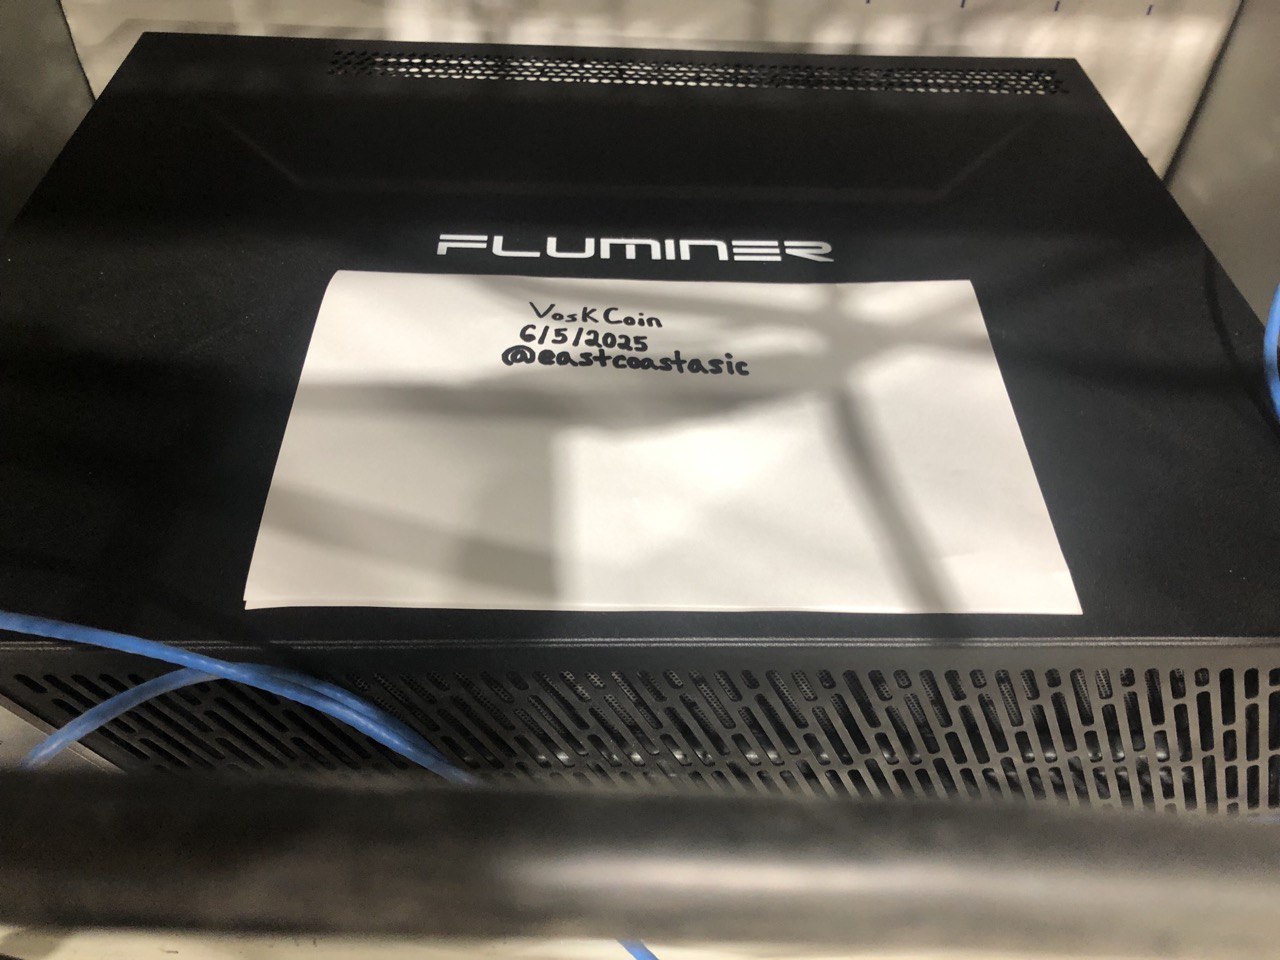 FLUMINER
VosKCoin
6/5/2025
@eastcoastasic